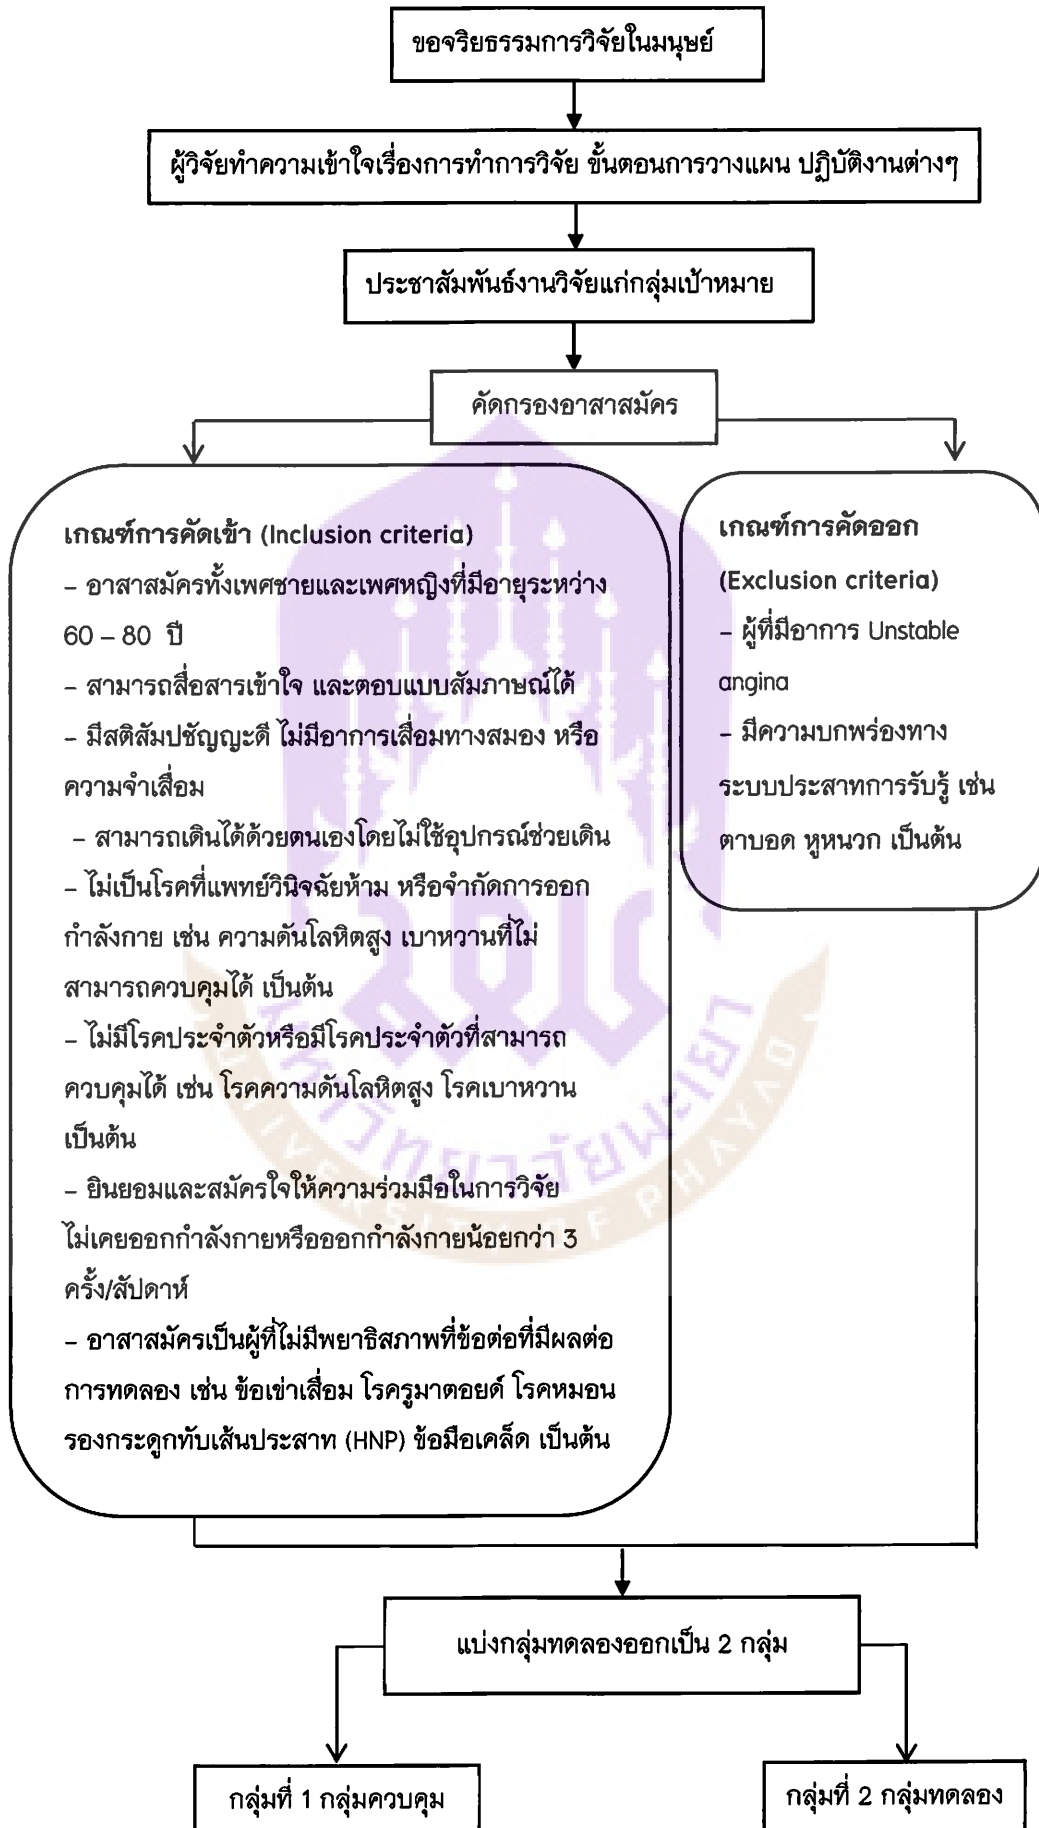 ขอจริยธรรมการวิจัยในมนุษย์
ผู้วิจัยทำความเข้าใจเรื่องการทำการวิจัย ขั้นตอนการวางแผน ปฏิบัติงานต่างๆ
ประชาสัมพันธ์งานวิจัยแก่กลุ่มเป้าหมาย
คัดกรองอาสาสมัคร
เกณฑ์การคัดเข้า (Inclusion criteria)
– อาสาสมัครทั้งเพศชายและเพศหญิงที่มีอายุระหว่าง
60 – 80 ปี
– สามารถสื่อสารเข้าใจ และตอบแบบสัมภาษณ์ได้
– มีสติสัมปชัญญะดี ไม่มีอาการเสื่อมทางสมอง หรือ
ความจำเสื่อม
– สามารถเดินได้ด้วยตนเองโดยไม่ใช้อุปกรณ์ช่วยเดิน
– ไม่เป็นโรคที่แพทย์วินิจฉัยห้าม หรือจำกัดการออก
กำลังกาย เช่น ความดันโลหิตสูง เบาหวานที่ไม่
สามารถควบคุมได้ เป็นต้น
– ไม่มีโรคประจำตัวหรือมีโรคประจำตัวที่สามารถ
ควบคุมได้ เช่น โรคความดันโลหิตสูง โรคเบาหวาน
เป็นต้น
– ยินยอมและสมัครใจให้ความร่วมมือในการวิจัย
ไม่เคยออกกำลังกายหรือออกกำลังกายน้อยกว่า 3
ครั้ง/สัปดาห์
– อาสาสมัครเป็นผู้ที่ไม่มีพยาธิสภาพที่ข้อต่อที่มีผลต่อ
การทดลอง เช่น ข้อเข่าเสื่อม โรครูมาตอยด์ โรคหมอน
รองกระดูกทับเส้นประสาท (HNP) ข้อมือเคล็ด เป็นต้น
เกณฑ์การคัดออก
(Exclusion criteria)
– ผู้ที่มีอาการ Unstable
angina
– มีความบกพร่องทาง
ระบบประสาทการรับรู้ เช่น
ตาบอด หูหนวก เป็นต้น
มหาวิทยาลัยพะเยา
UNIVERSITY OF PHAYAO
แบ่งกลุ่มทดลองออกเป็น 2 กลุ่ม
กลุ่มที่ 1 กลุ่มควบคุม
กลุ่มที่ 2 กลุ่มทดลอง